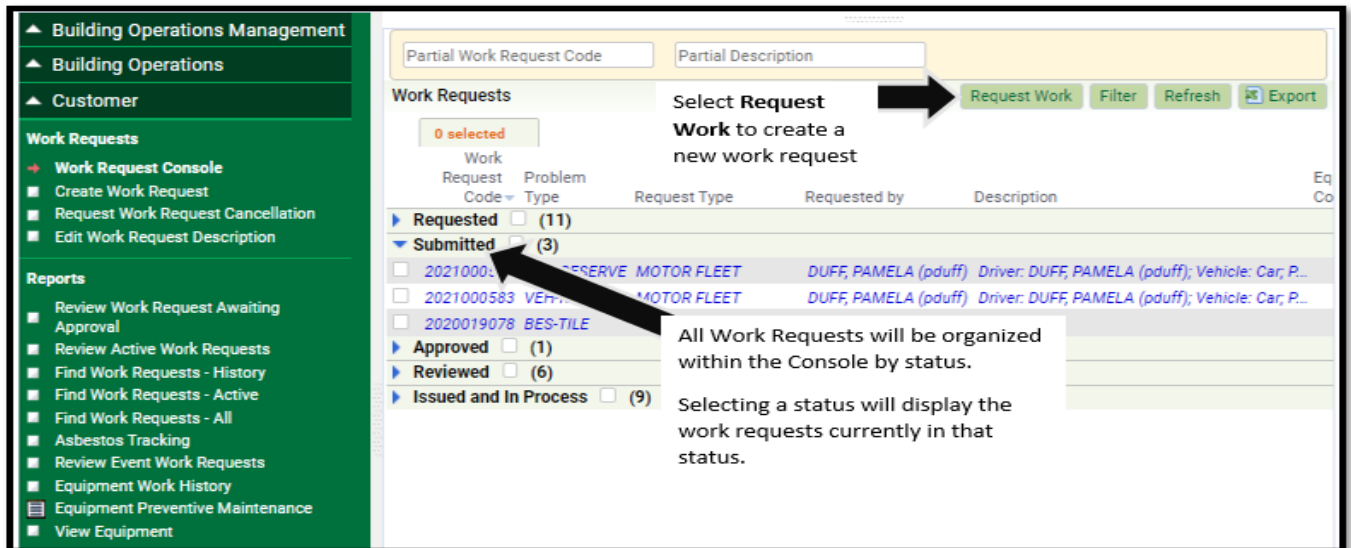 Building Operations Management
Building Operations
Customer
Work Requests
Work Request Console
Create Work Request
Request Work Request Cancellation
Edit Work Request Description
Reports
Review Work Request Awaiting
Approval
Review Active Work Requests
Find Work Requests - History
Find Work Requests - Active
Find Work Requests - All
Asbestos Tracking
Review Event Work Requests
Equipment Work History
Equipment Preventive Maintenance
View Equipment
Partial Work Request Code Partial Description
Work Requests
Select Request
Work to create a
new work request
Request Work Filter Refresh Export
0 selected
Work
Request Problem Eq
Code Type Request Type Requested by Description Co
Requested (11)
Submitted (3)
MOTOR FLEET DUFF, PAMELA (pduff) Driver: DUFF, PAMELA (pduff); Vehicle: Car; P...
2021000583 MOTOR FLEET DUFF, PAMELA (pduff) Driver: DUFF, PAMELA (pduff); Vehicle: Car; P...
2020019078 BES-TILE
Approved (1)
Reviewed (6)
Issued and In Process (9)
All Work Requests will be organized
within the Console by status.
Selecting a status will display the
work requests currently in that
status.